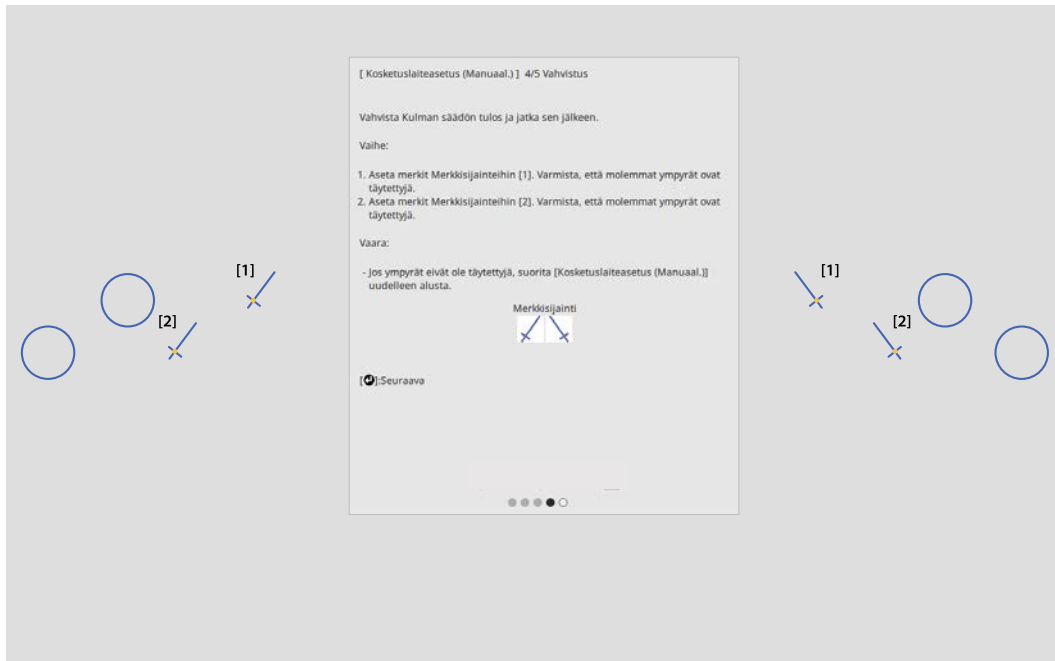 [ Kosketuslaiteasetus (Manuaal.) ] 4/5 Vahvistus
Vahvista Kulman säädön tulos ja jatka sen jälkeen.
Vaihe:
1. Aseta merkit Merkkisijainteihin [1]. Varmista, että molemmat ympyrät ovat
täytettyjä.
2. Aseta merkit Merkkisijainteihin [2]. Varmista, että molemmat ympyrät ovat
täytettyjä.
Vaara:
- Jos ympyrät eivät ole täytettyjä, suorita [Kosketuslaiteasetus (Manuaal.)]
uudelleen alusta.
Merkkisijainti
[ ]:Seuraava
[1]
[2]
[1]
[2]